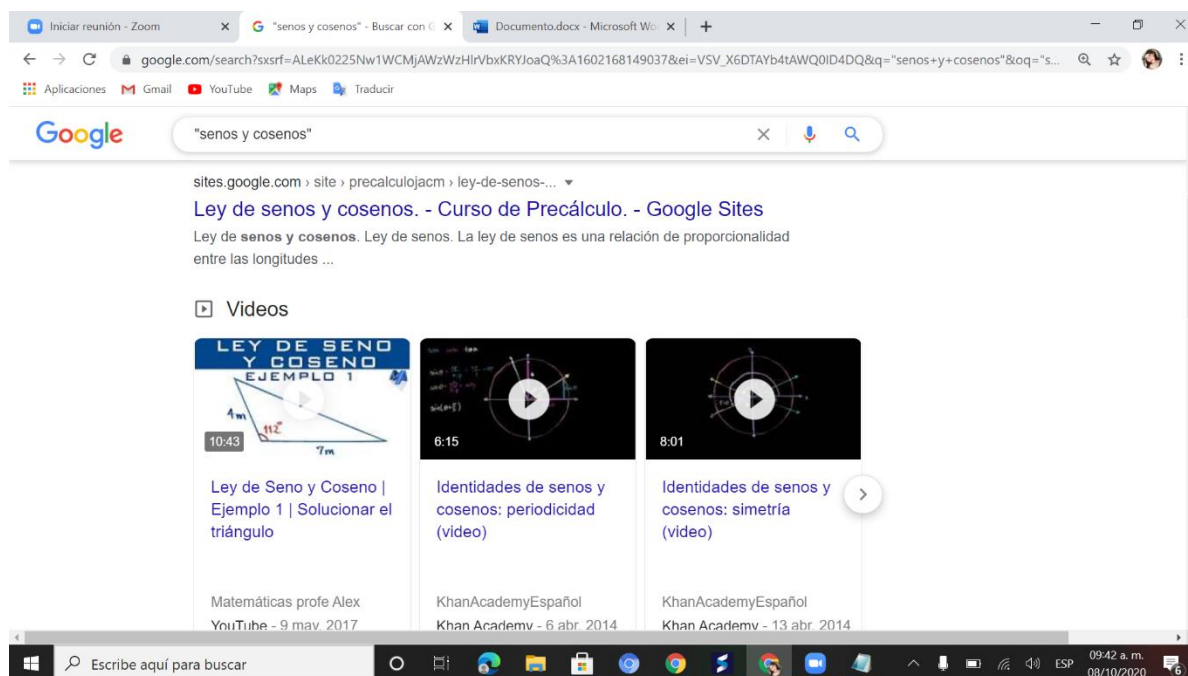 Iniciar reunión - Zoom
"senos y cosenos" - Buscar con G
Documento.docx - Microsoft Wo
google.com/search?sxsrf=ALeKk0225Nw1WCMjAWzWzHlrVbxKRYJoaQ%3A1602168149037&ei=VSV_X6DTAYb4tAWQ0ID4DQ&q="senos+y+cosenos"&oq="s...
Aplicaciones
Gmail
YouTube
Maps
Traducir
Google
"senos y cosenos"
sites.google.com › site › precalculojacm › ley-de-senos-...
Ley de senos y cosenos. - Curso de Precálculo. - Google Sites
Ley de senos y cosenos. Ley de senos. La ley de senos es una relación de proporcionalidad
entre las longitudes ...
Videos
LEY DE SENO
Y COSENO
EJEMPLO 1
4m
112°
7m
10:43
6:15
8:01
Ley de Seno y Coseno |
Ejemplo 1 | Solucionar el
triángulo
Matemáticas profe Alex
YouTube - 9 may. 2017
Identidades de senos y
cosenos: periodicidad
(video)
KhanAcademyEspañol
Khan Academy - 6 abr. 2014
Identidades de senos y
cosenos: simetría
(video)
KhanAcademyEspañol
Khan Academy - 13 abr. 2014
Escribe aquí para buscar
ESP
09:42 a. m.
08/10/2020
6